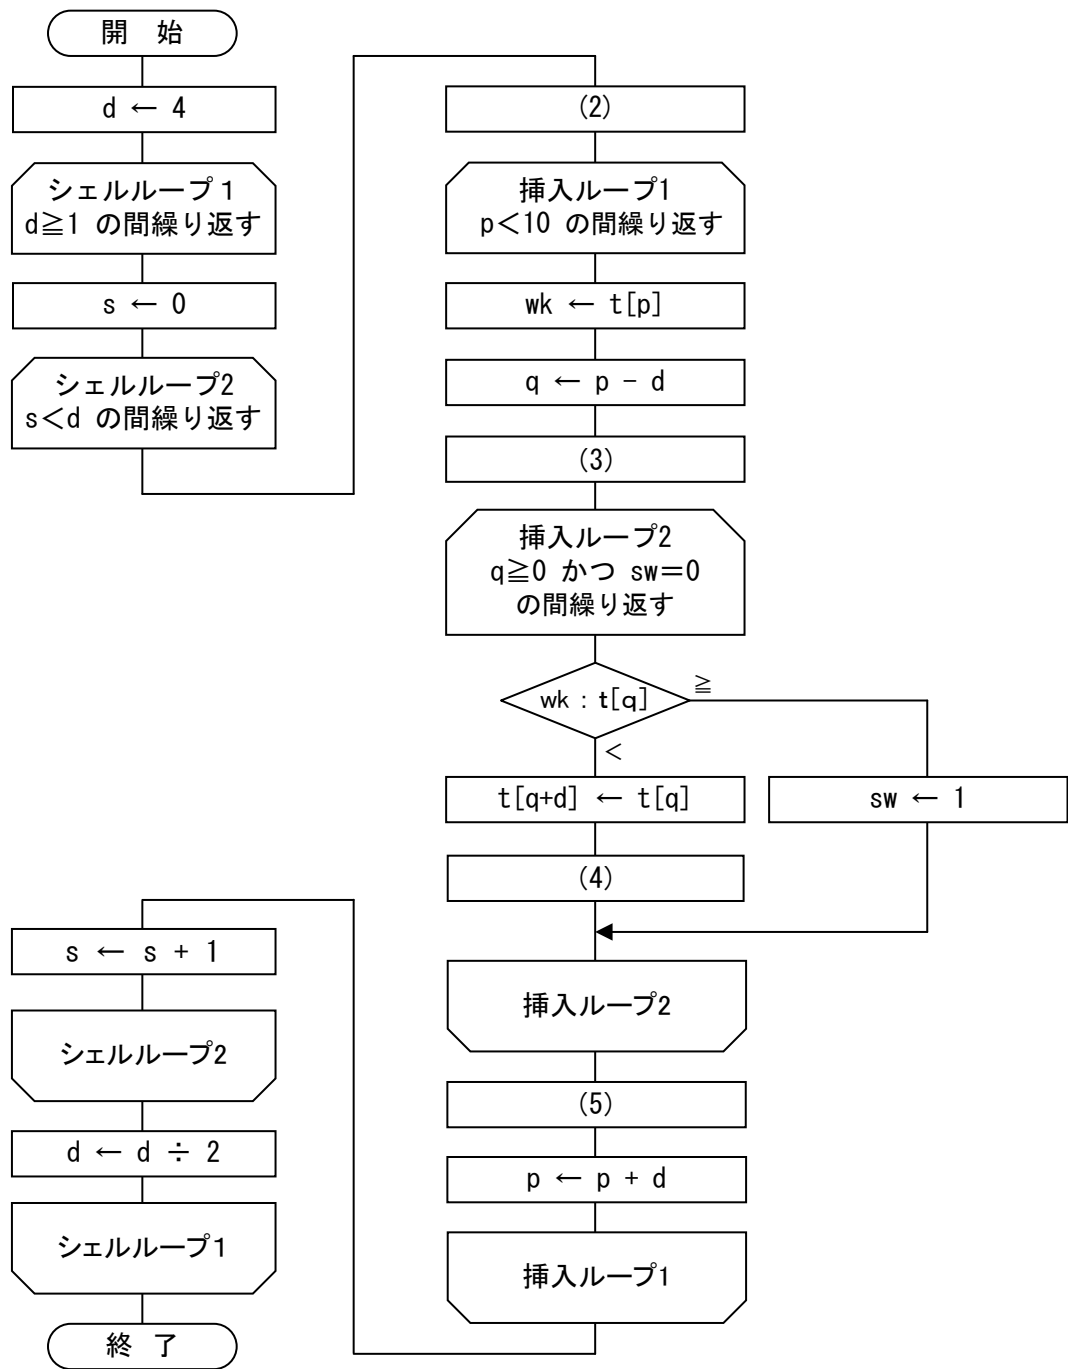 開 始
d ← 4
シェルループ1
d≧1 の間繰り返す
s ← 0
シェルループ2
s<d の間繰り返す
(2)
挿入ループ1
p<10 の間繰り返す
wk ← t[p]
q ← p - d
(3)
挿入ループ2
q≧0 かつ sw=0
の間繰り返す
wk : t[q]
≧
<
t[q+d] ← t[q]
sw ← 1
(4)
挿入ループ2
(5)
p ← p + d
挿入ループ1
s ← s + 1
シェルループ2
d ← d ÷ 2
シェルループ1
終 了